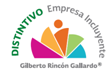 DISTINTIVO Empresa Incluyente
Gilberto Rincón Gallardo®